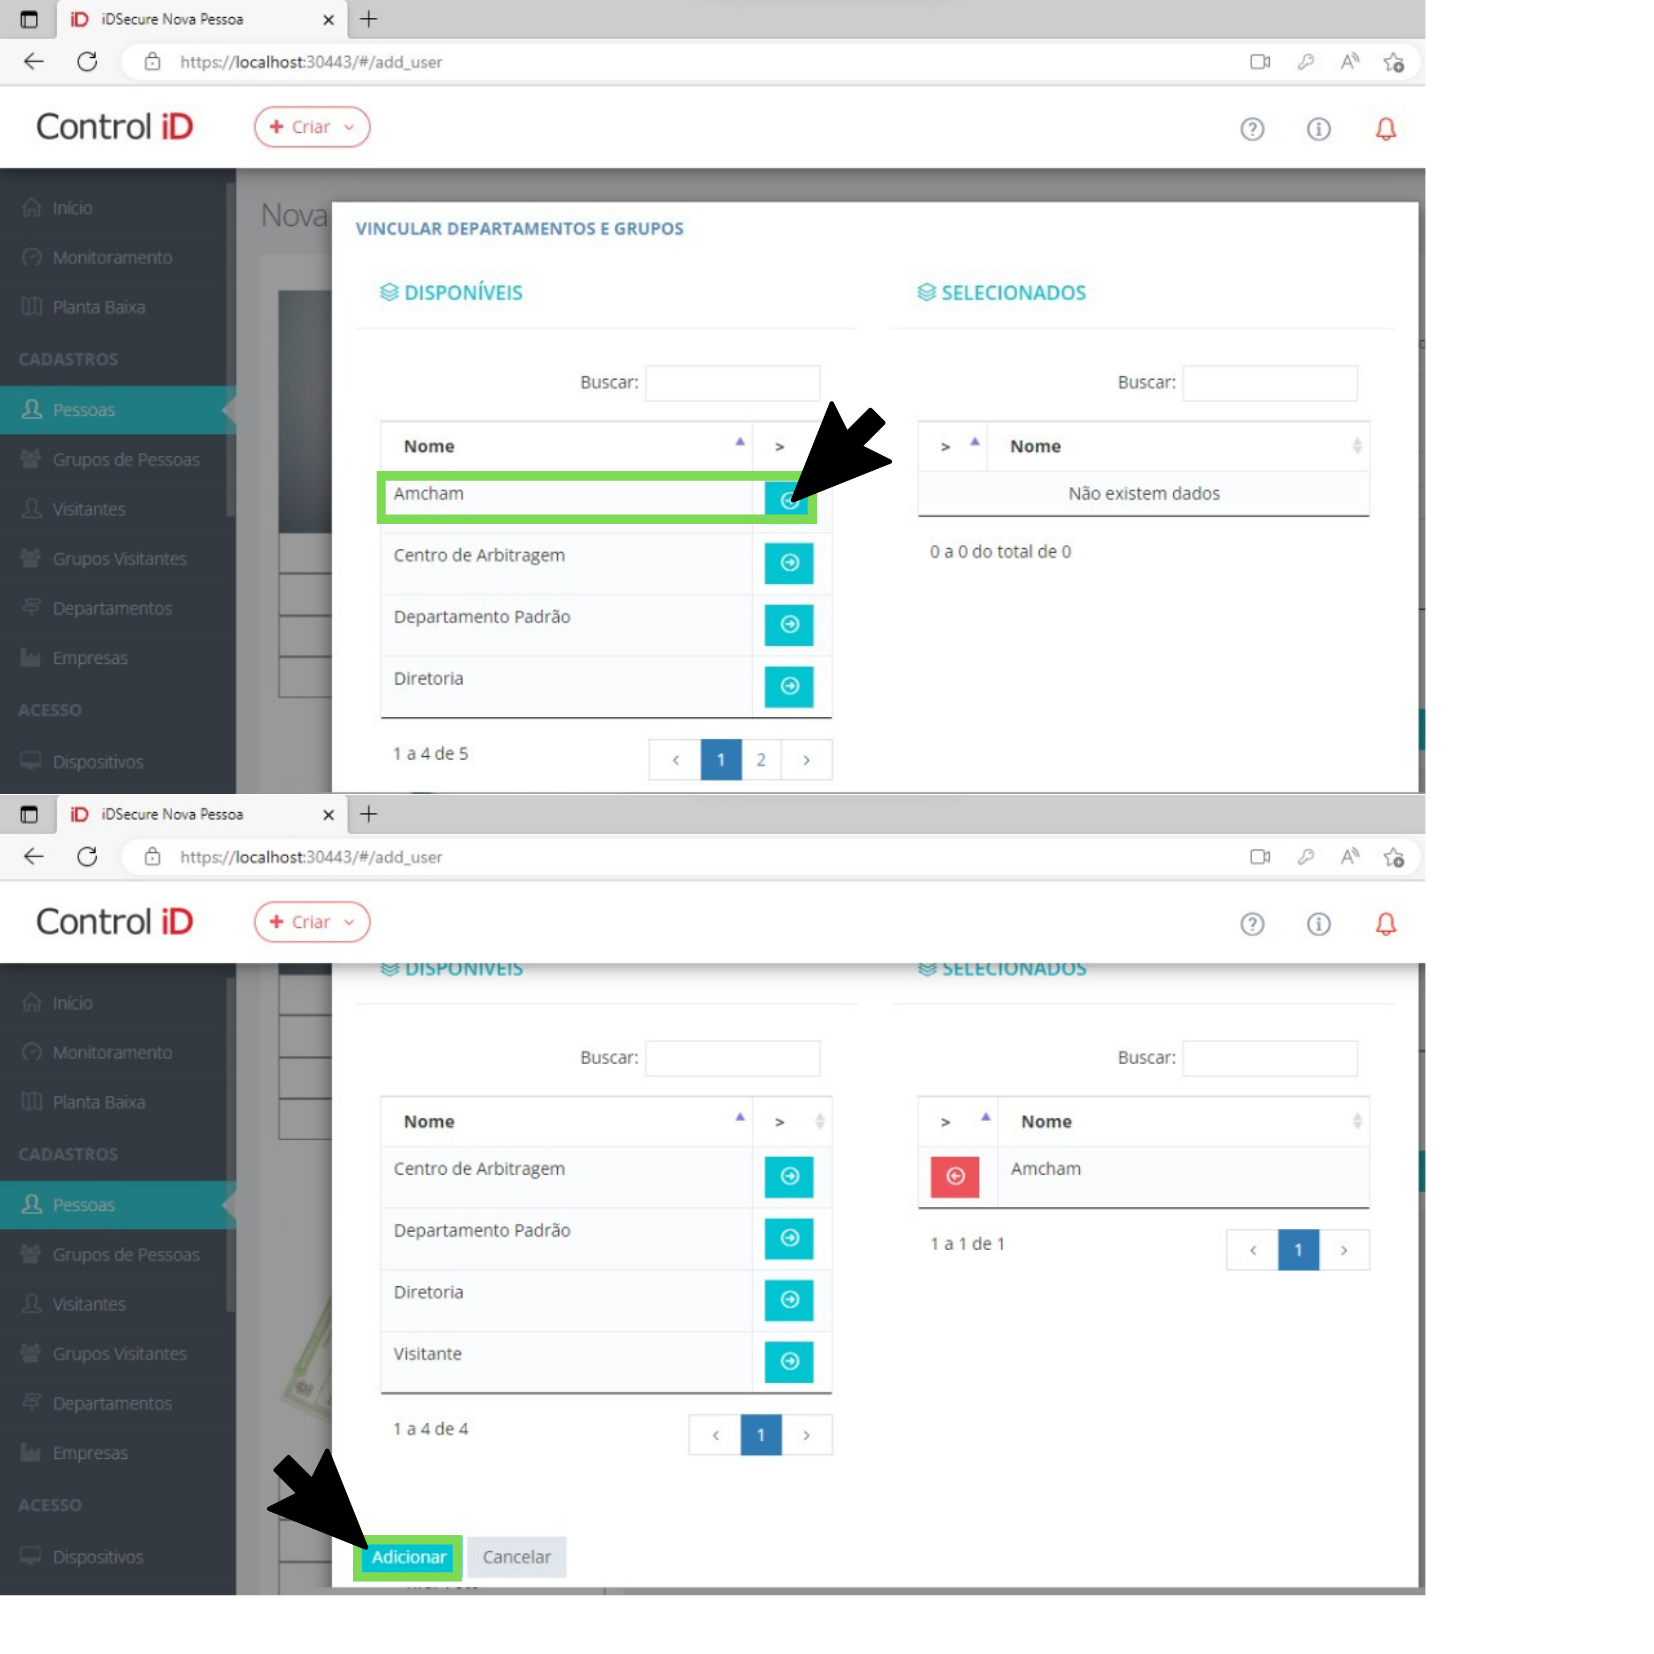 iD iDSecure Nova Pessoa
https://localhost:30443/#/add_user
Control iD
+ Criar
Início
Monitoramento
Planta Baixa
CADASTROS
Pessoas
Grupos de Pessoas
Visitantes
Grupos Visitantes
Departamentos
Empresas
ACESSO
Dispositivos
Nova
VINCULAR DEPARTAMENTOS E GRUPOS
DISPONÍVEIS
Buscar:
Nome >
Amcham
Centro de Arbitragem
Departamento Padrão
Diretoria
1 a 4 de 5
< 1 2 >
SELECIONADOS
Buscar:
> Nome
Não existem dados
0 a 0 do total de 0
iD iDSecure Nova Pessoa
https://localhost:30443/#/add_user
Control iD
+ Criar
Início
Monitoramento
Planta Baixa
CADASTROS
Pessoas
Grupos de Pessoas
Visitantes
Grupos Visitantes
Departamentos
Empresas
ACESSO
Dispositivos
DISPONÍVEIS
Buscar:
Nome >
Centro de Arbitragem
Departamento Padrão
Diretoria
Visitante
1 a 4 de 4
< 1 >
SELECIONADOS
Buscar:
> Nome
Amcham
1 a 1 de 1
< 1 >
Adicionar
Cancelar